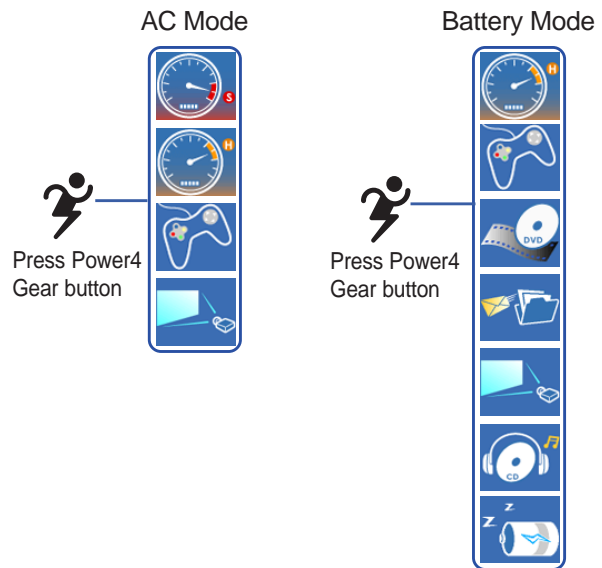 AC Mode
Battery Mode
S
H
H
DVD
Press Power4
Gear button
Press Power4
Gear button
CD
z
Z